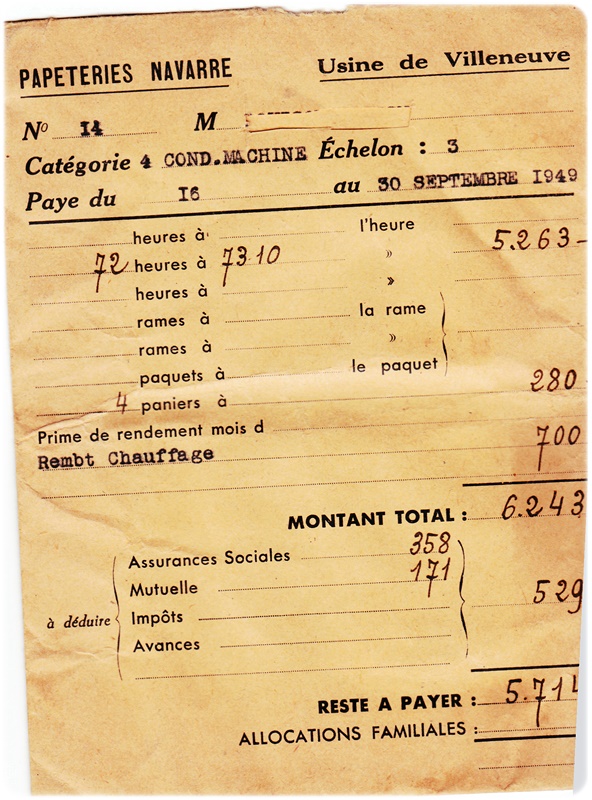 PAPETERIES NAVARRE Usine de Villeneuve
No 14 M
Catégorie 4 COND.MACHINE Échelon : 3
Paye du 16 au 30 SEPTEMBRE 1949
heures à l'heure
72 heures à 73.10 » 5.263-
heures à »
rames à la rame
rames à »
paquets à le paquet
4 paniers à 280
Prime de rendement mois d
Rembt Chauffage 700
MONTANT TOTAL : 6.243
à déduire
Assurances Sociales 358
Mutuelle 171
Impôts 529
Avances
RESTE A PAYER : 5.714
ALLOCATIONS FAMILIALES :